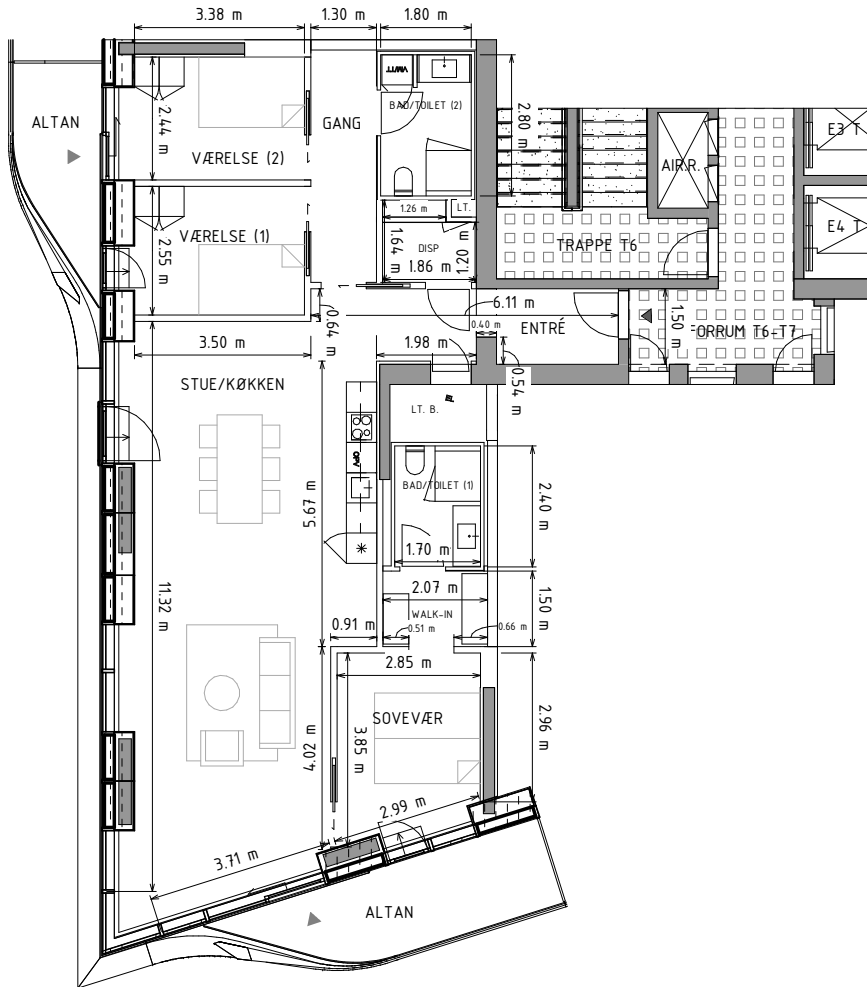 3.38 m
1.30 m
1.80 m
VM/TT
ALTAN
2.44 m
GANG
BAD/TOILET (2)
2.80 m
E3 T
VÆRELSE (2)
AIR.R.
1.26 m
LT.
VÆRELSE (1)
2.55 m
1.64 m
DISP
1.20 m
1.86 m
TRAPPE T6
E4 T
6.11 m
0.64 m
0.40 m
ENTRÉ
1.50 m
FORRUM T6-T7
3.50 m
1.98 m
0.54 m
STUE/KØKKEN
LT. B.
EL
OPV
BAD/TOILET (1)
2.40 m
5.67 m
1.70 m
11.32 m
2.07 m
WALK-IN
1.50 m
0.91 m
0.51 m
0.66 m
2.85 m
SOVEVÆR
2.96 m
4.02 m
3.85 m
2.99 m
3.71 m
ALTAN